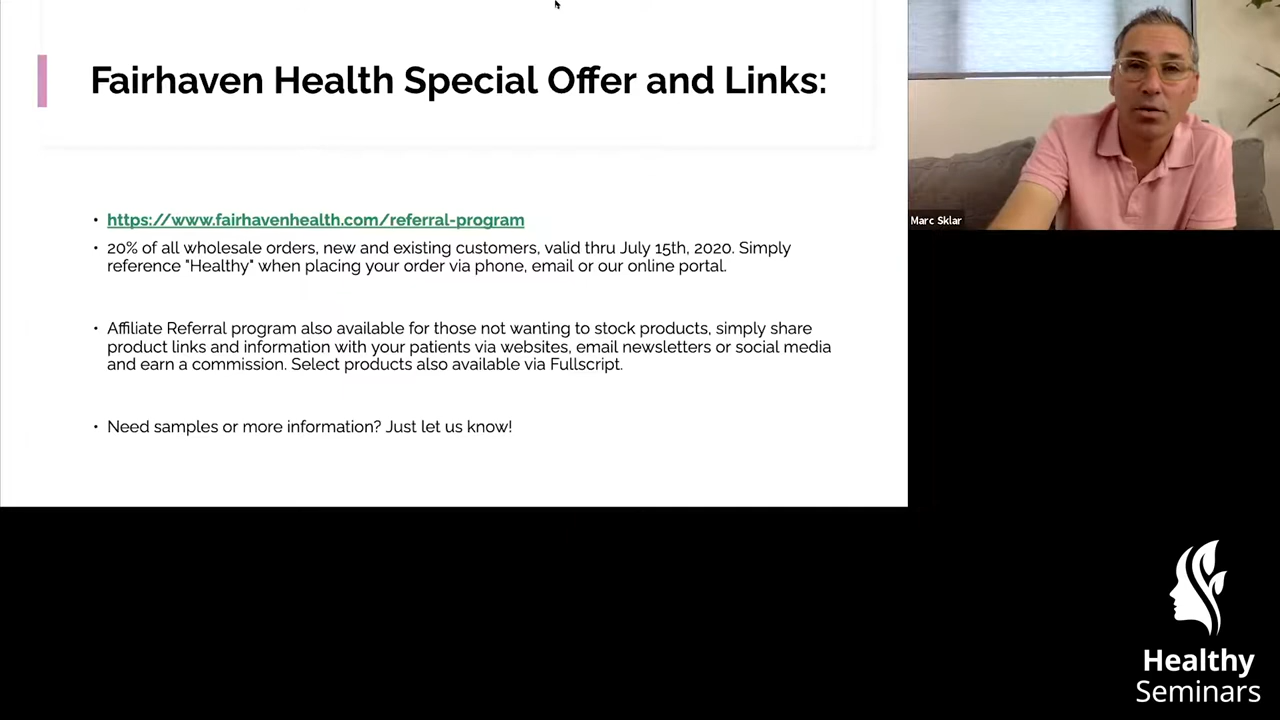 Fairhaven Health Special Offer and Links:
• https://www.fairhavenhealth.com/referral-program
• 20% of all wholesale orders, new and existing customers, valid thru July 15th, 2020. Simply
reference "Healthy" when placing your order via phone, email or our online portal.
• Affiliate Referral program also available for those not wanting to stock products, simply share
product links and information with your patients via websites, email newsletters or social media
and earn a commission. Select products also available via Fullscript.
• Need samples or more information? Just let us know!
Marc Sklar
Healthy
Seminars